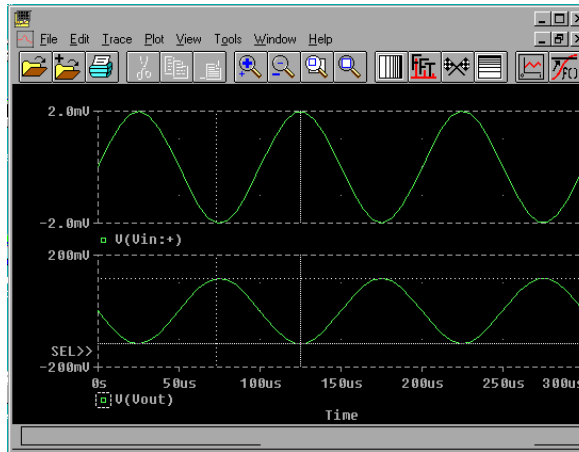 File Edit Trace Plot View Tools Window Help
FFT F()
2.0mV
-2.0mV
V(Vin:+)
200mV
SEL>>
-200mV
0s 50us 100us 150us 200us 250us 300us
V(Vout)
Time